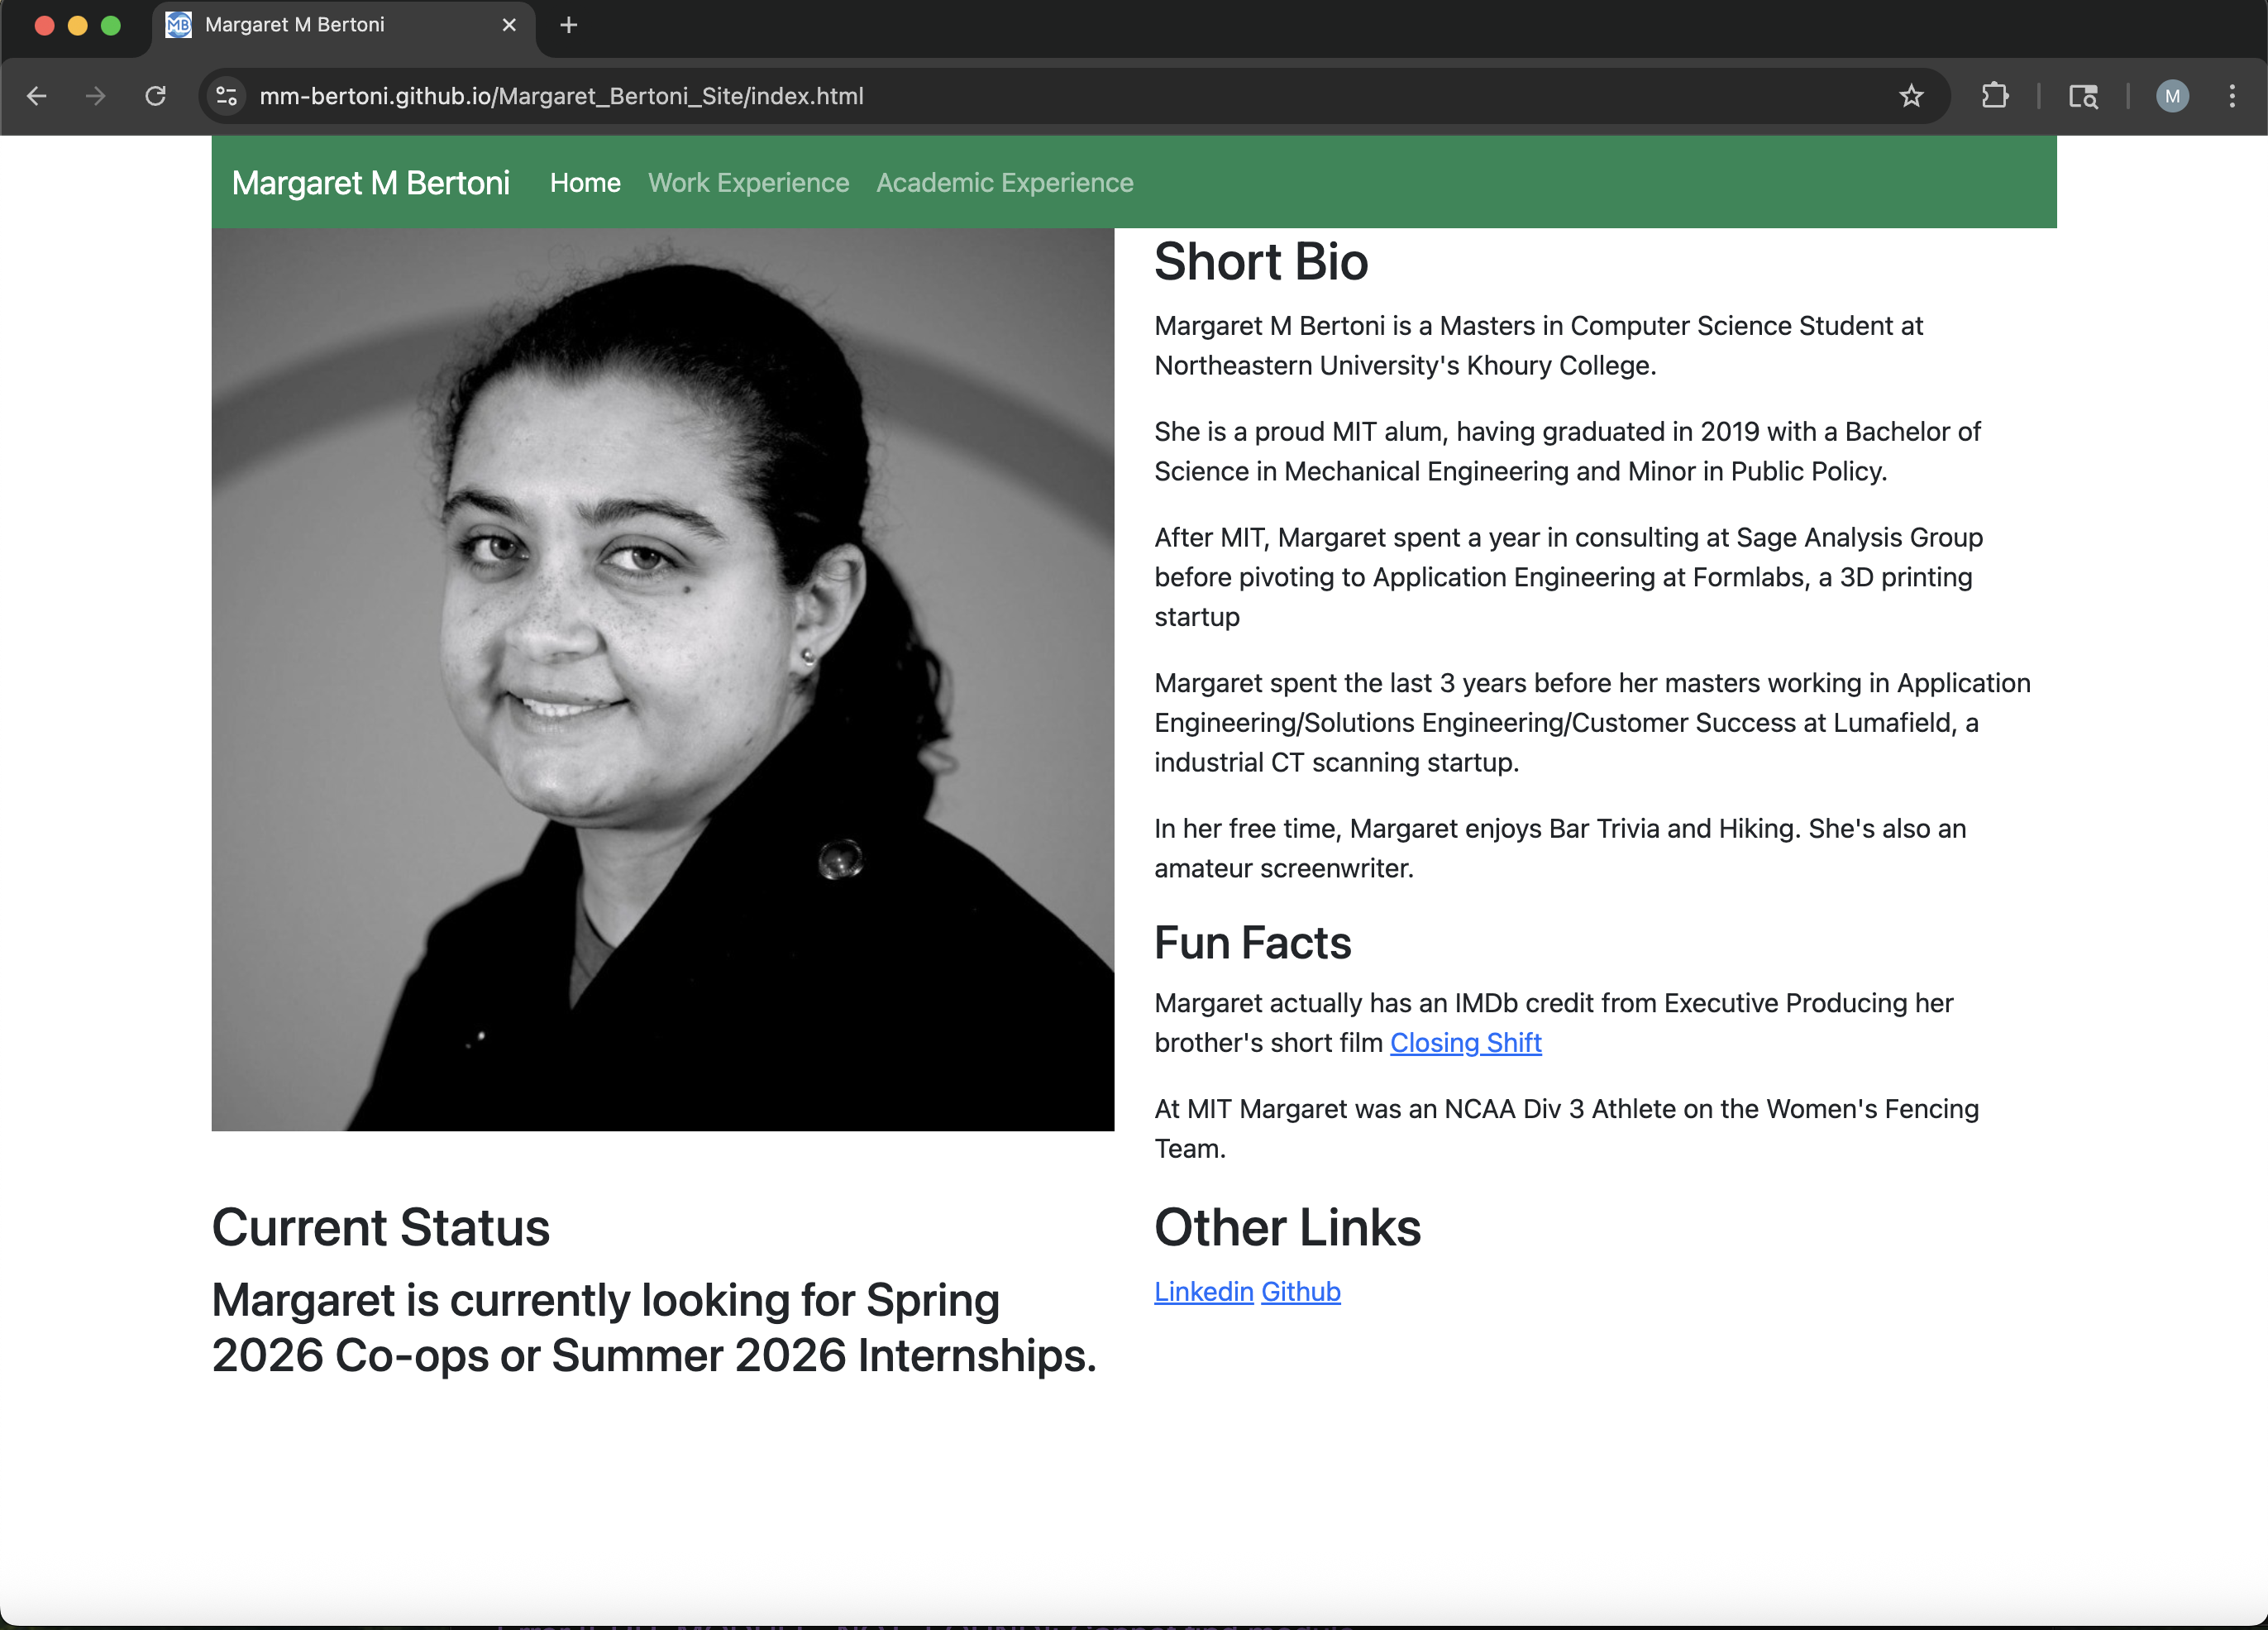 MB
Margaret M Bertoni
mm-bertoni.github.io/Margaret_Bertoni_Site/index.html
M
Margaret M Bertoni Home Work Experience Academic Experience
Short Bio
Margaret M Bertoni is a Masters in Computer Science Student at
Northeastern University's Khoury College.
She is a proud MIT alum, having graduated in 2019 with a Bachelor of
Science in Mechanical Engineering and Minor in Public Policy.
After MIT, Margaret spent a year in consulting at Sage Analysis Group
before pivoting to Application Engineering at Formlabs, a 3D printing
startup
Margaret spent the last 3 years before her masters working in Application
Engineering/Solutions Engineering/Customer Success at Lumafield, a
industrial CT scanning startup.
In her free time, Margaret enjoys Bar Trivia and Hiking. She's also an
amateur screenwriter.
Fun Facts
Margaret actually has an IMDb credit from Executive Producing her
brother's short film Closing Shift
At MIT Margaret was an NCAA Div 3 Athlete on the Women's Fencing
Team.
Current Status
Margaret is currently looking for Spring
2026 Co-ops or Summer 2026 Internships.
Other Links
Linkedin Github